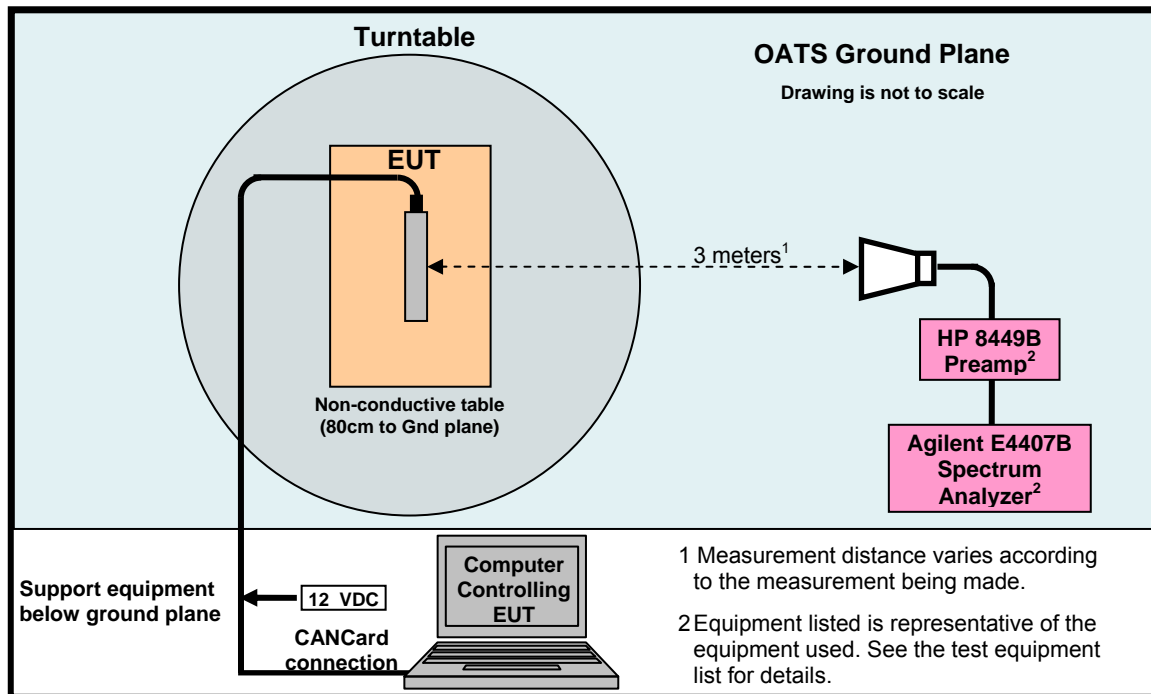 Turntable
OATS Ground Plane
Drawing is not to scale
EUT
3 meters¹
HP 8449B
Preamp²
Non-conductive table
(80cm to Gnd plane)
Agilent E4407B
Spectrum
Analyzer²
Support equipment
below ground plane
12 VDC
CANCard
connection
Computer
Controlling
EUT
1 Measurement distance varies according
to the measurement being made.
2 Equipment listed is representative of the
equipment used. See the test equipment
list for details.